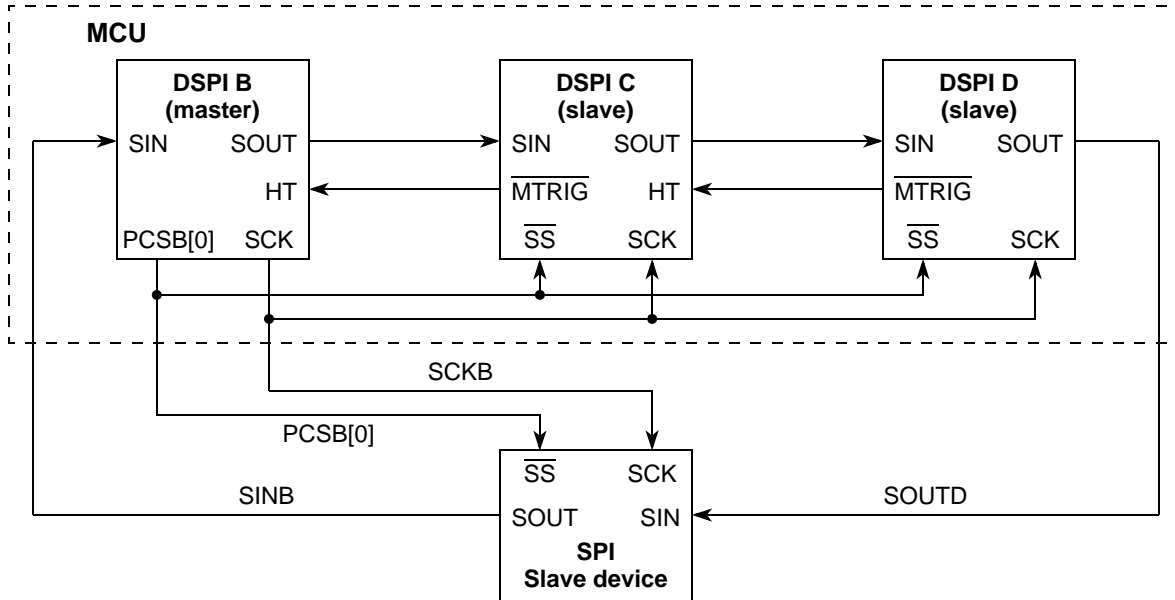 MCU
DSPI B
(master)
SIN SOUT
HT
PCSB[0] SCK
DSPI C
(slave)
SIN SOUT
MTRIG HT
SS SCK
DSPI D
(slave)
SIN SOUT
MTRIG
SS SCK
SCKB
PCSB[0]
SINB
SOUTD
SS SCK
SOUT SIN
SPI
Slave device